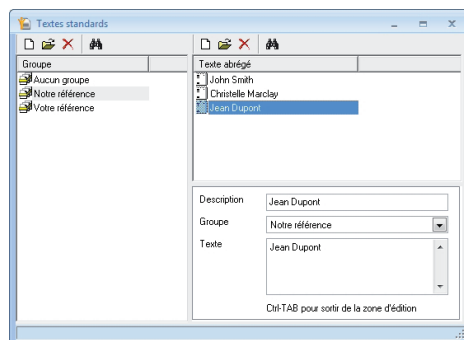 Textes standards
Groupe
Aucun groupe
Notre référence
Votre référence
Texte abrégé
John Smith
Christelle Marclay
Jean Dupont
Description
Jean Dupont
Groupe
Notre référence
Texte
Jean Dupont
Ctrl-TAB pour sortir de la zone d'édition